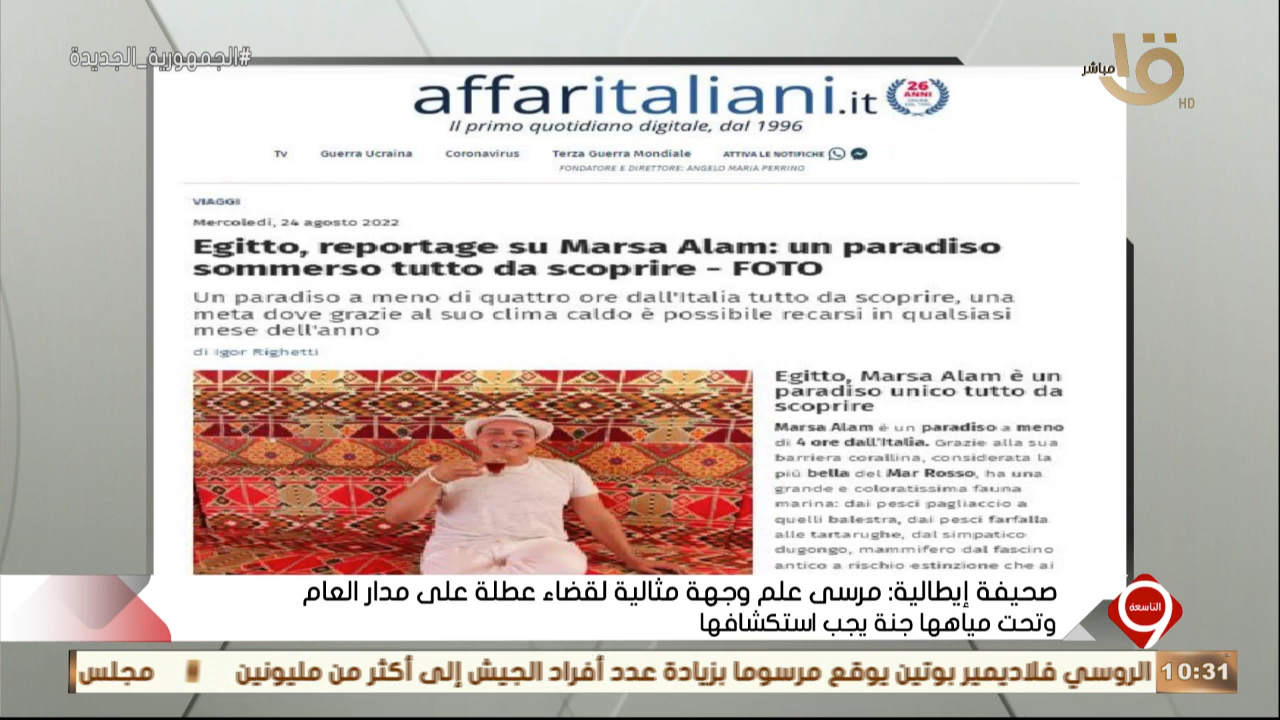 #الجمهورية_الجديدة
مباشر
HD
affaritaliani.it
26
ANNI
Il primo quotidiano digitale, dal 1996
Tv Guerra Ucraina Coronavirus Terza Guerra Mondiale ATTIVA LE NOTIFICHE
FONDATORE E DIRETTORE: ANGELO MARIA PERRINO
VIAGGI
Mercoledì, 24 agosto 2022
Egitto, reportage su Marsa Alam: un paradiso
sommerso tutto da scoprire - FOTO
Un paradiso a meno di quattro ore dall'Italia tutto da scoprire, una
meta dove grazie al suo clima caldo è possibile recarsi in qualsiasi
mese dell'anno
di Igor Righetti
Egitto, Marsa Alam è un
paradiso unico tutto da
scoprire
Marsa Alam è un paradiso a meno
di 4 ore dall'Italia. Grazie alla sua
barriera corallina, considerata la
più bella del Mar Rosso, ha una
grande e coloratissima fauna
marina: dai pesci pagliaccio a
quelli balestra, dai pesci farfalla
alle tartarughe, dal simpatico
dugongo, mammifero dal fascino
antico a rischio estinzione che ai
صحيفة إيطالية: مرسى علم وجهة مثالية لقضاء عطلة على مدار العام
وتحت مياهها جنة يجب استكشافها
التاسعة
10:31
الروسي فلاديمير بوتين يوقع مرسوما بزيادة عدد أفراد الجيش إلى أكثر من مليونين مجلس